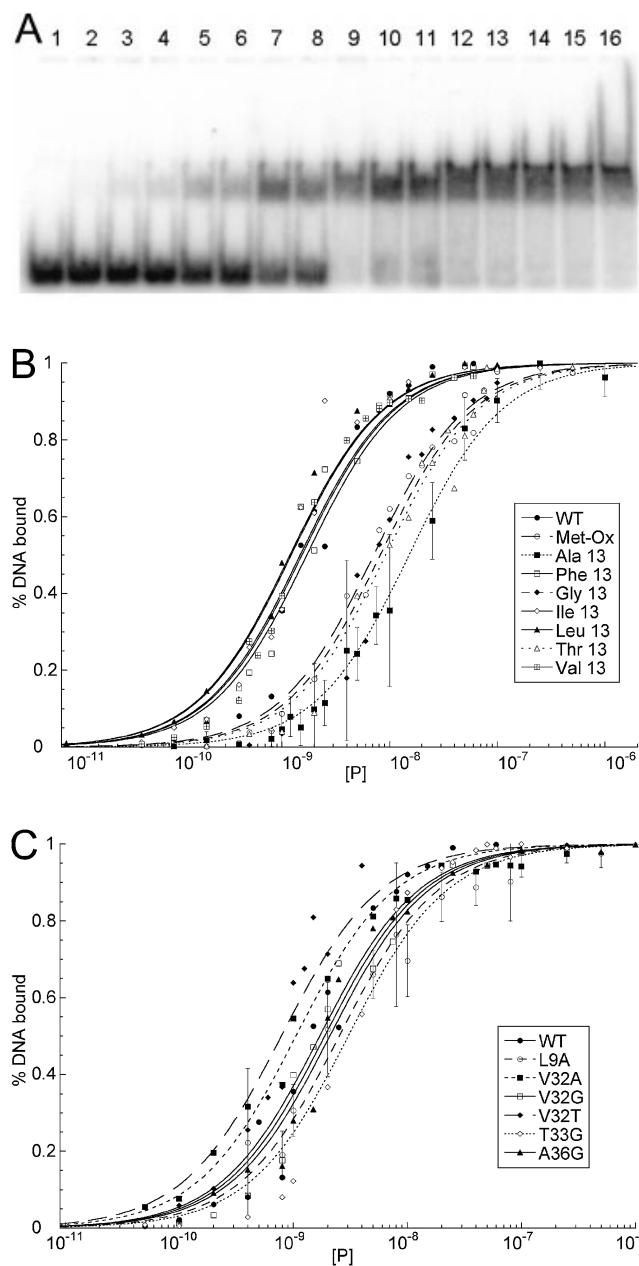 A
1 2 3 4 5 6 7 8 9 10 11 12 13 14 15 16
B
1
0.8
0.6
0.4
0.2
0
% DNA bound
WT
Met-Ox
Ala 13
Phe 13
Gly 13
Ile 13
Leu 13
Thr 13
Val 13
10⁻¹¹ 10⁻¹⁰ 10⁻⁹ 10⁻⁸ 10⁻⁷ 10⁻⁶
[P]
C
1
0.8
0.6
0.4
0.2
0
% DNA bound
WT
L9A
V32A
V32G
V32T
T33G
A36G
10⁻¹¹ 10⁻¹⁰ 10⁻⁹ 10⁻⁸ 10⁻⁷
[P]